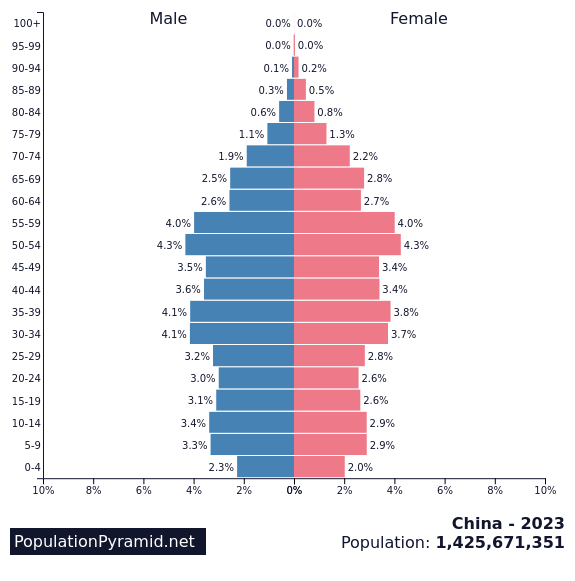 Male Female
100+ 0.0% 0.0%
95-99 0.0% 0.0%
90-94 0.1% 0.2%
85-89 0.3% 0.5%
80-84 0.6% 0.8%
75-79 1.1% 1.3%
70-74 1.9% 2.2%
65-69 2.5% 2.8%
60-64 2.6% 2.7%
55-59 4.0% 4.0%
50-54 4.3% 4.3%
45-49 3.5% 3.4%
40-44 3.6% 3.4%
35-39 4.1% 3.8%
30-34 4.1% 3.7%
25-29 3.2% 2.8%
20-24 3.0% 2.6%
15-19 3.1% 2.6%
10-14 3.4% 2.9%
5-9 3.3% 2.9%
0-4 2.3% 2.0%
10% 8% 6% 4% 2% 0% 2% 4% 6% 8% 10%
China - 2023
PopulationPyramid.net Population: 1,425,671,351